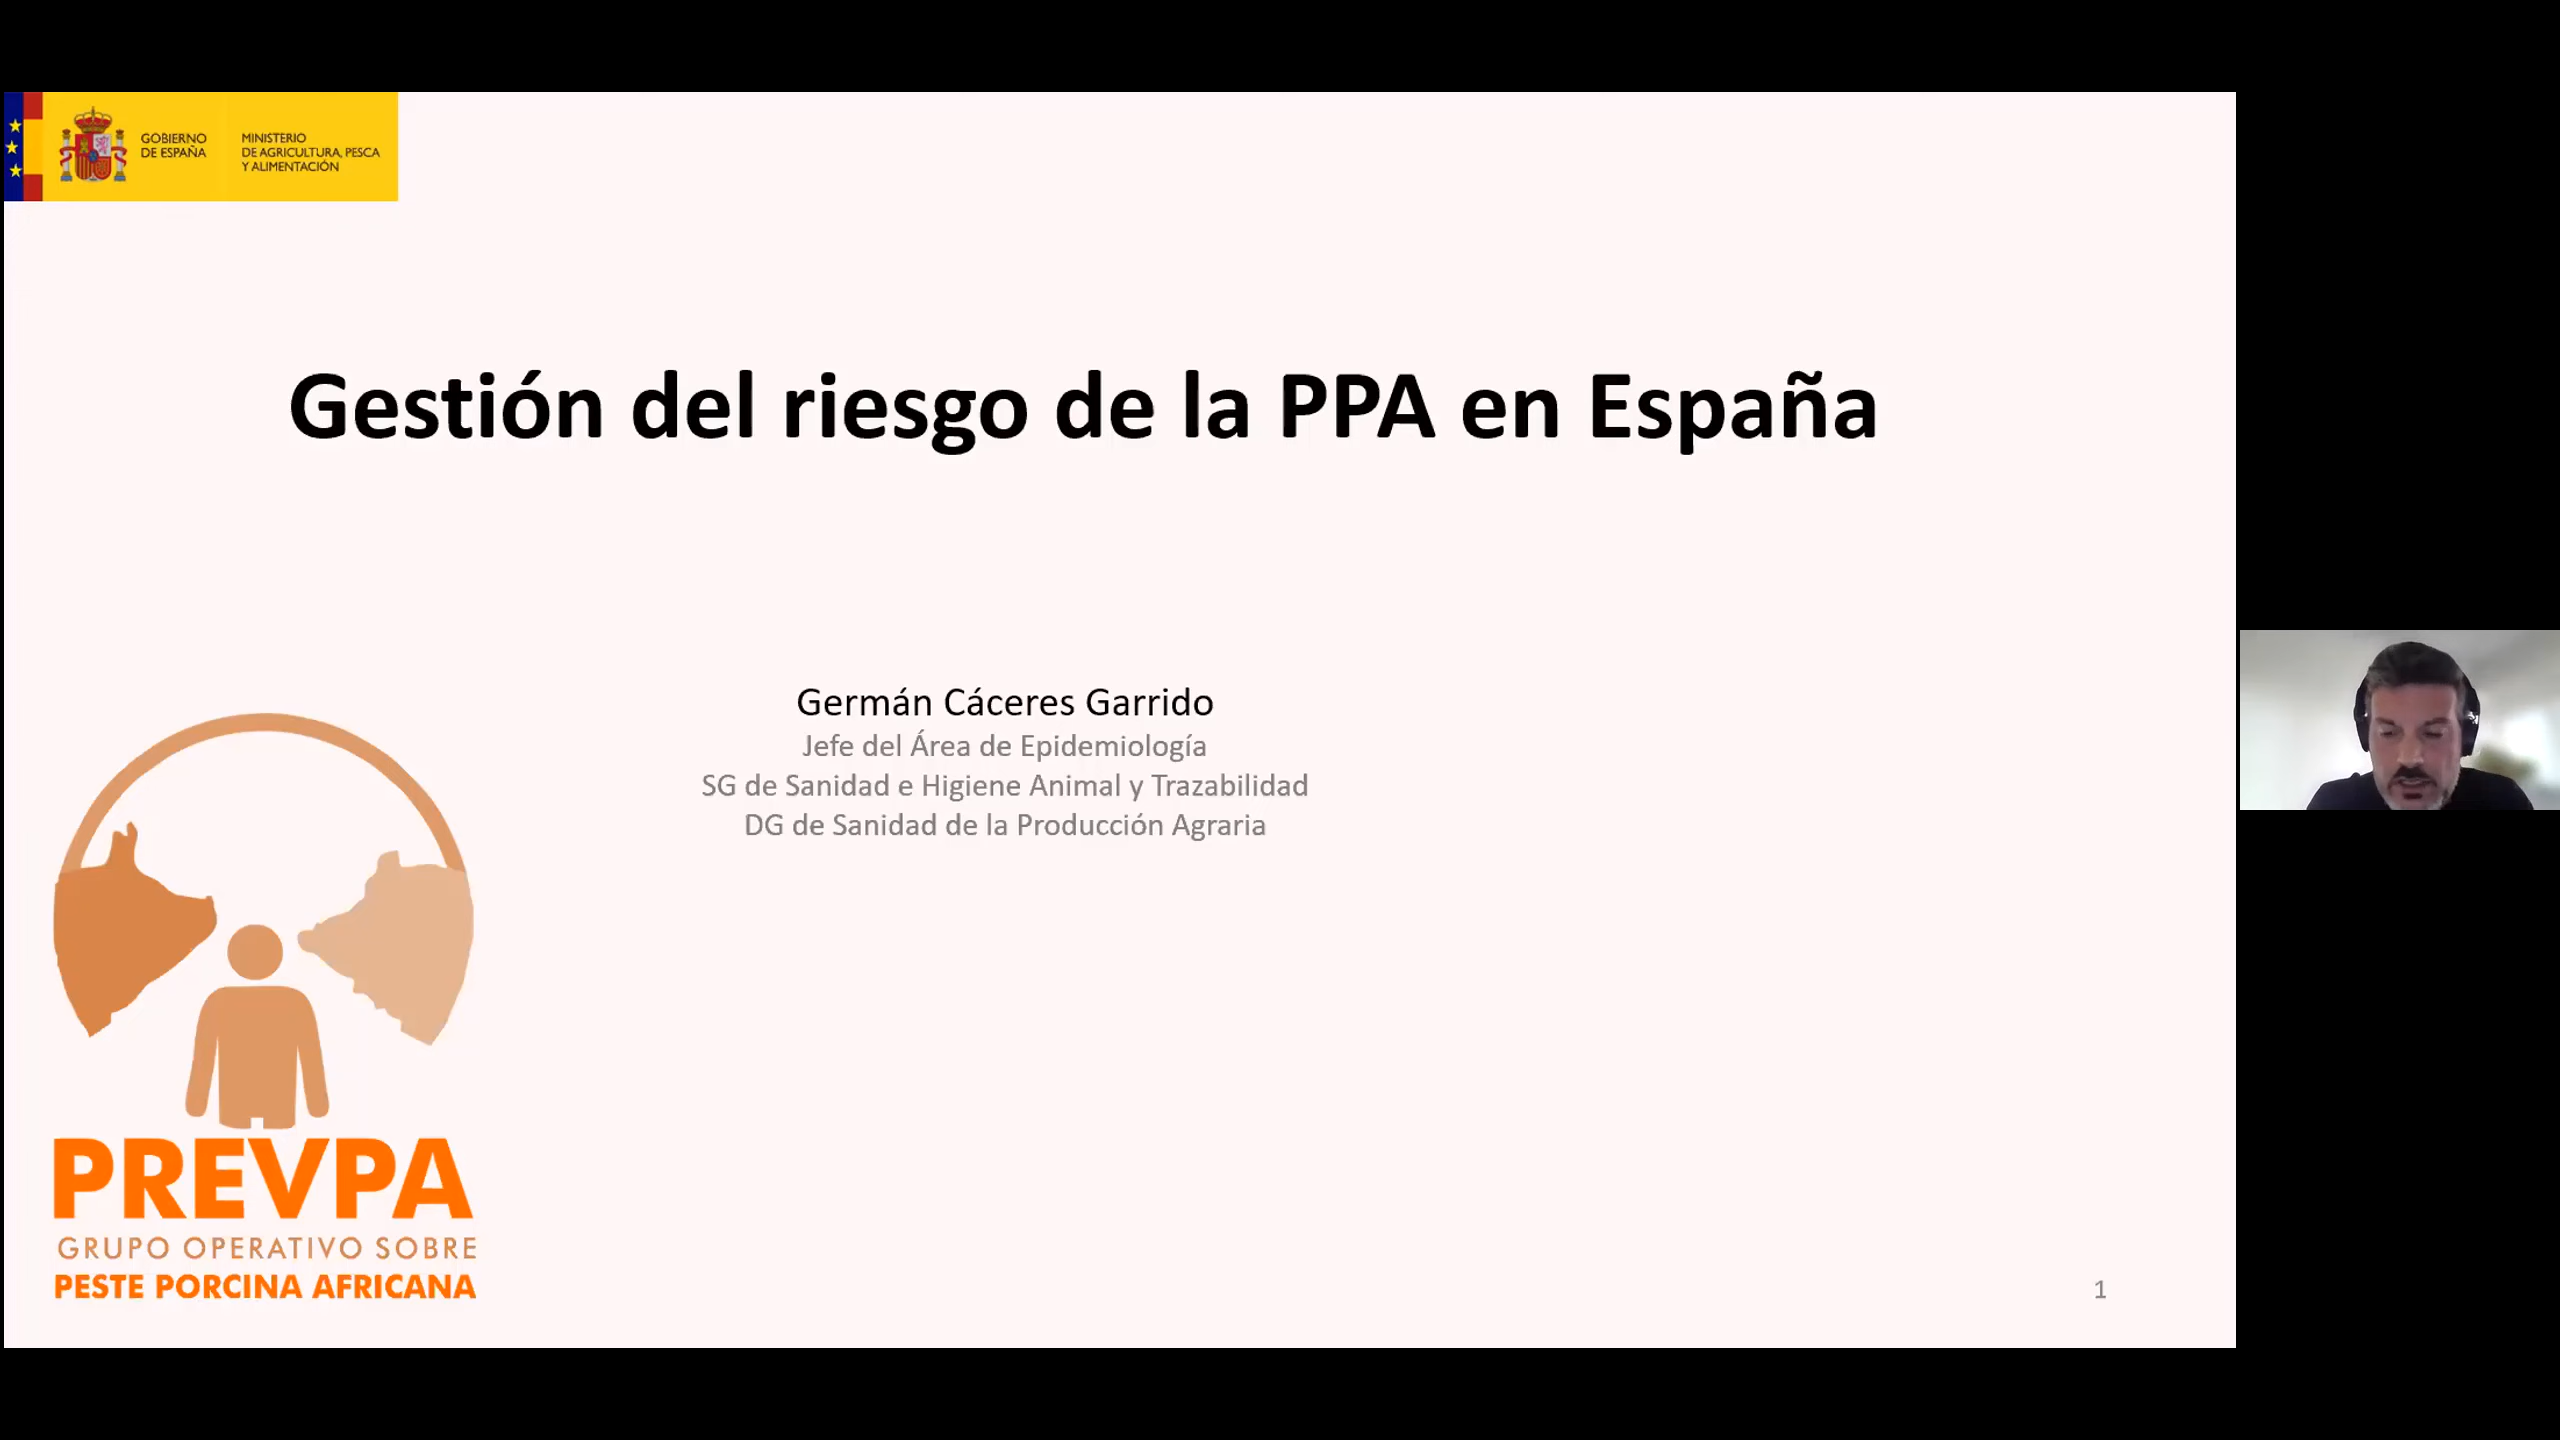 GOBIERNO
DE ESPAÑA
MINISTERIO
DE AGRICULTURA, PESCA
Y ALIMENTACIÓN
Gestión del riesgo de la PPA en España
Germán Cáceres Garrido
Jefe del Área de Epidemiología
SG de Sanidad e Higiene Animal y Trazabilidad
DG de Sanidad de la Producción Agraria
PREVPA
GRUPO OPERATIVO SOBRE
PESTE PORCINA AFRICANA
1